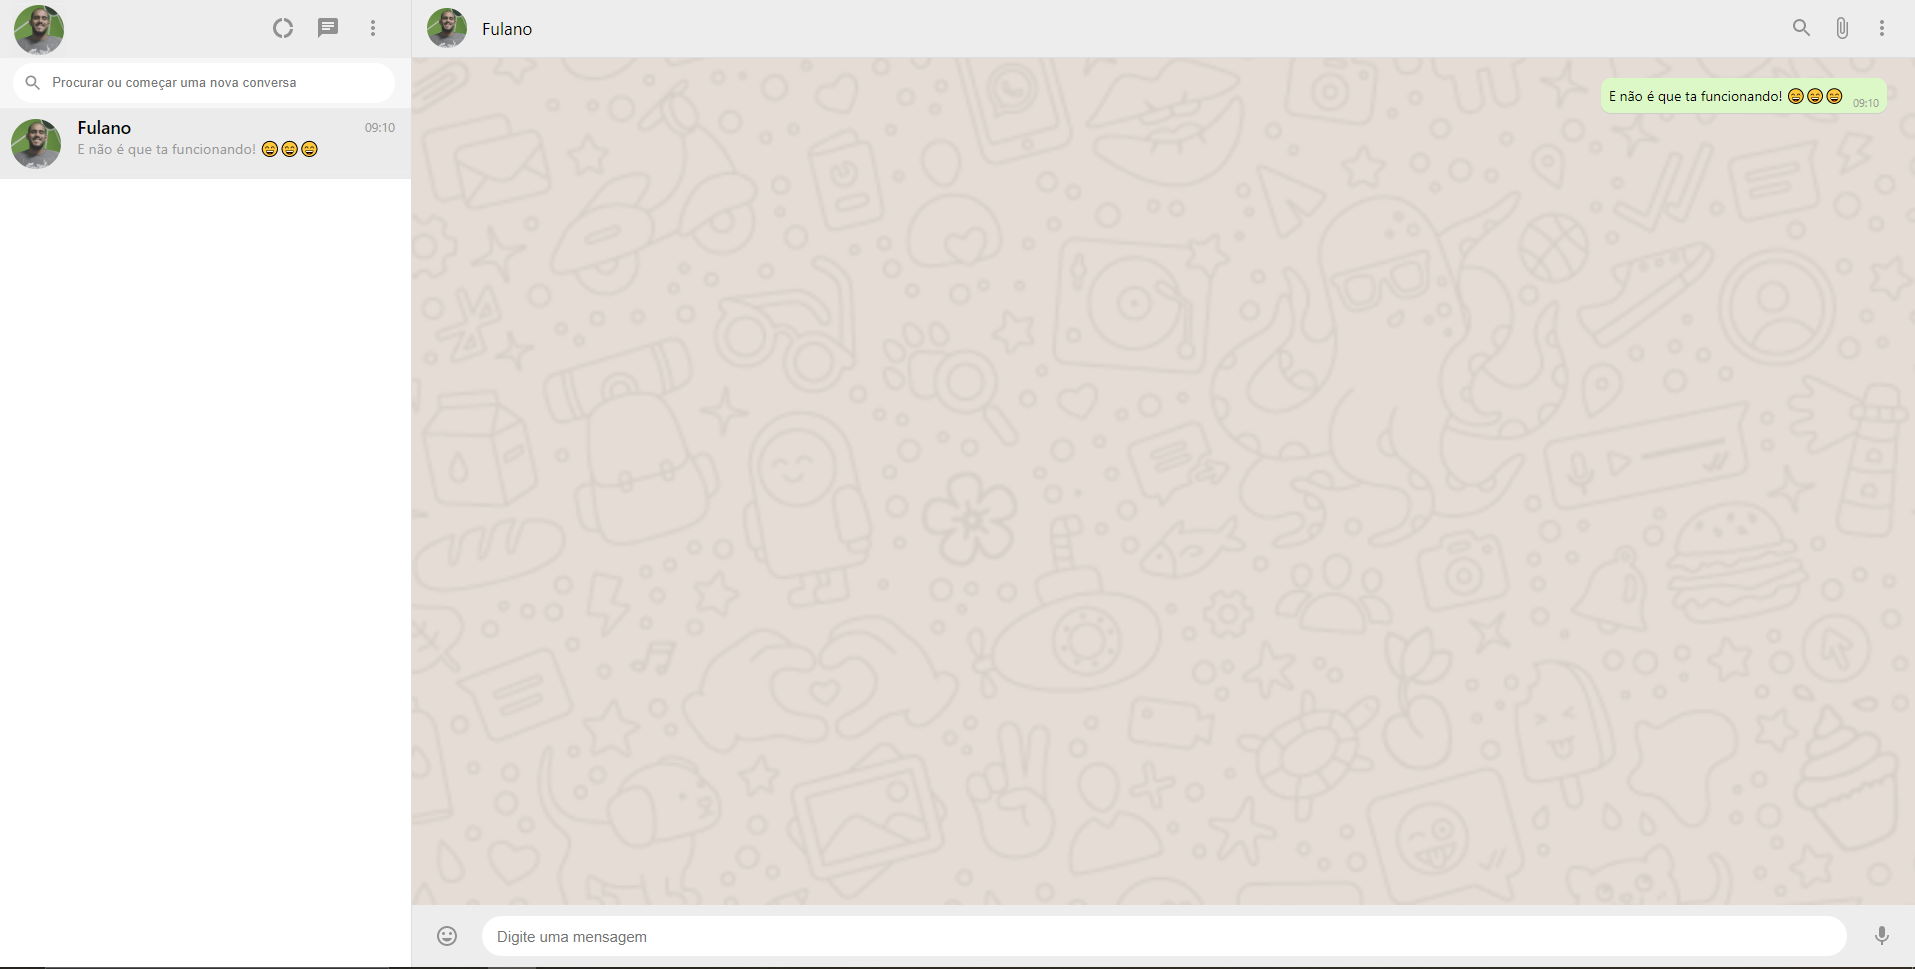 Procurar ou começar uma nova conversa
Fulano
09:10
E não é que ta funcionando! 😄😄😄
Fulano
E não é que ta funcionando! 😄😄😄
09:10
Digite uma mensagem